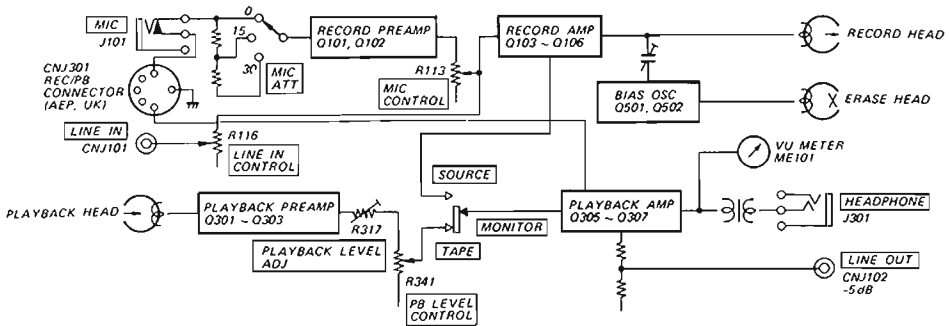 MIC
J101
0
15
30
MIC
ATT
RECORD PREAMP
Q101, Q102
R113
MIC
CONTROL
RECORD AMP
Q103 ~ Q106
RECORD HEAD
CNJ301
REC/PB
CONNECTOR
(AEP, UK)
BIAS OSC
Q501, Q502
ERASE HEAD
LINE IN
CNJ101
R116
LINE IN
CONTROL
SOURCE
VU METER
ME101
PLAYBACK HEAD
PLAYBACK PREAMP
Q301 ~ Q303
R317
PLAYBACK LEVEL
ADJ
MONITOR
TAPE
PLAYBACK AMP
Q305 ~ Q307
HEADPHONE
J301
R341
PB LEVEL
CONTROL
LINE OUT
CNJ102
-5dB